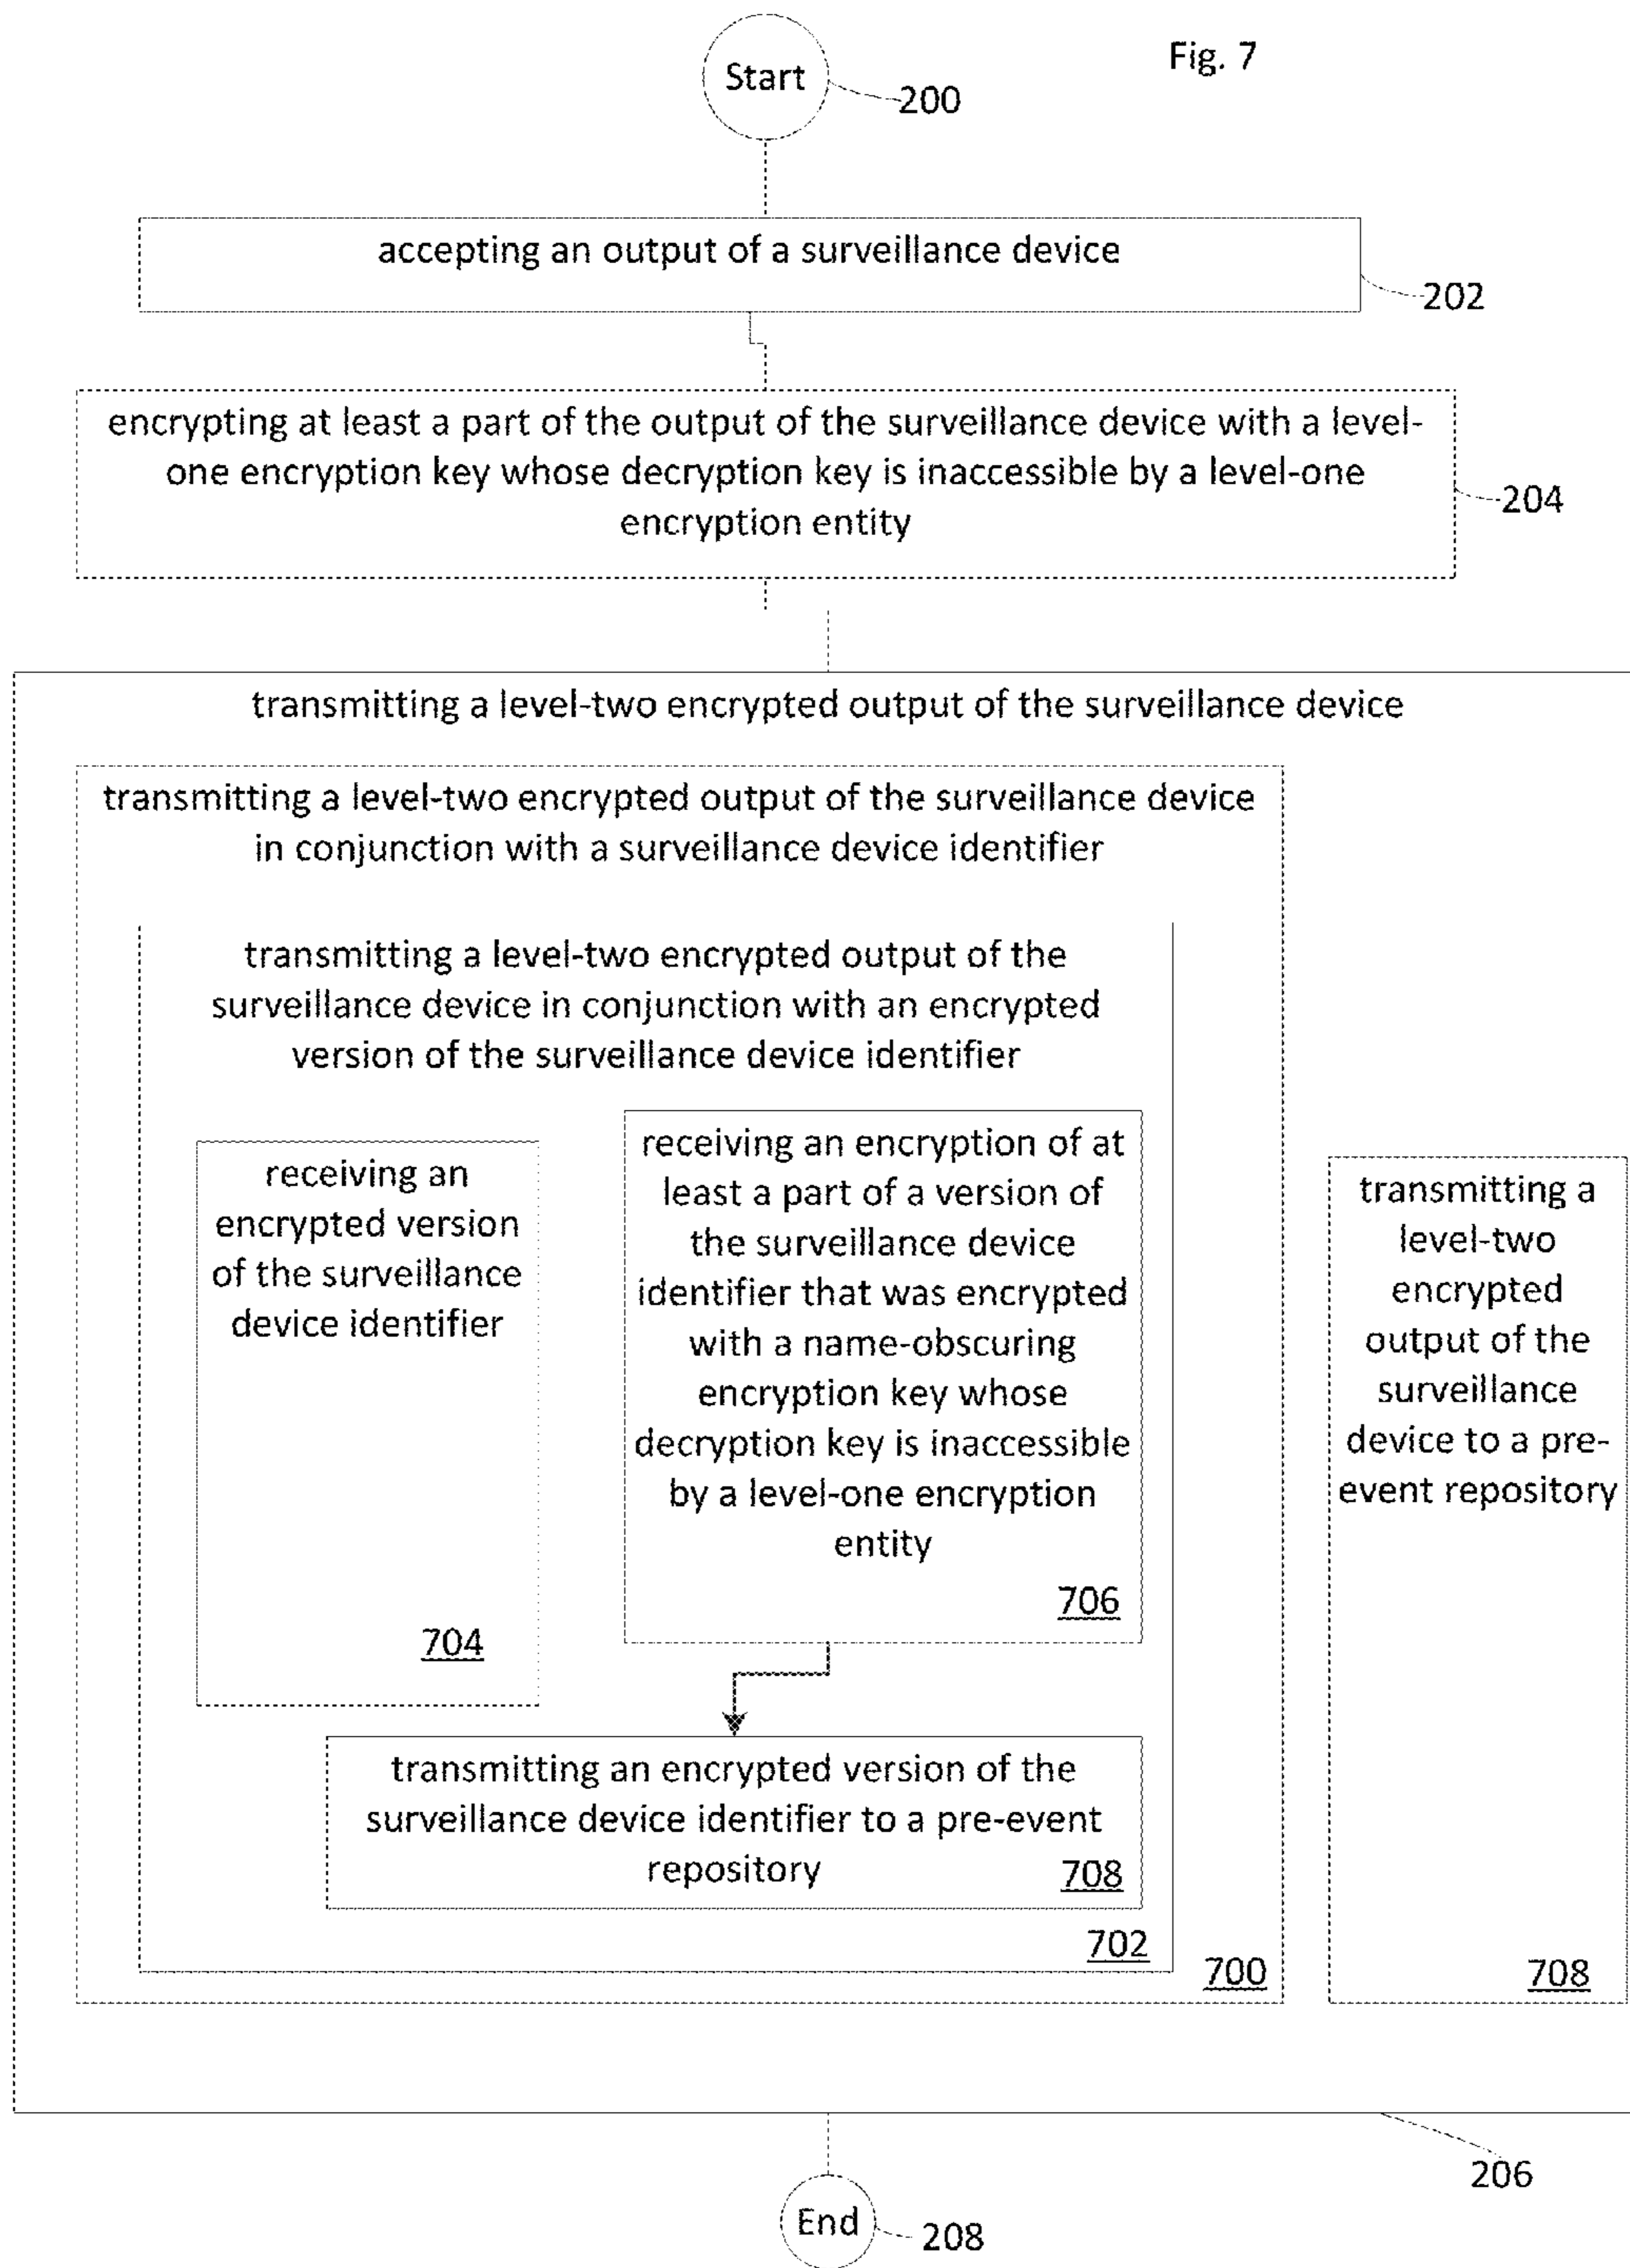 Fig. 7
Start
200
accepting an output of a surveillance device
202
encrypting at least a part of the output of the surveillance device with a level-
one encryption key whose decryption key is inaccessible by a level-one
encryption entity
204
transmitting a level-two encrypted output of the surveillance device
transmitting a level-two encrypted output of the surveillance device
in conjunction with a surveillance device identifier
transmitting a level-two encrypted output of the
surveillance device in conjunction with an encrypted
version of the surveillance device identifier
receiving an
encrypted version
of the surveillance
device identifier
704
receiving an encryption of at
least a part of a version of
the surveillance device
identifier that was encrypted
with a name-obscuring
encryption key whose
decryption key is inaccessible
by a level-one encryption
entity
706
transmitting an encrypted version of the
surveillance device identifier to a pre-event
repository
708
702
700
transmitting a
level-two
encrypted
output of the
surveillance
device to a pre-
event repository
708
206
End
208